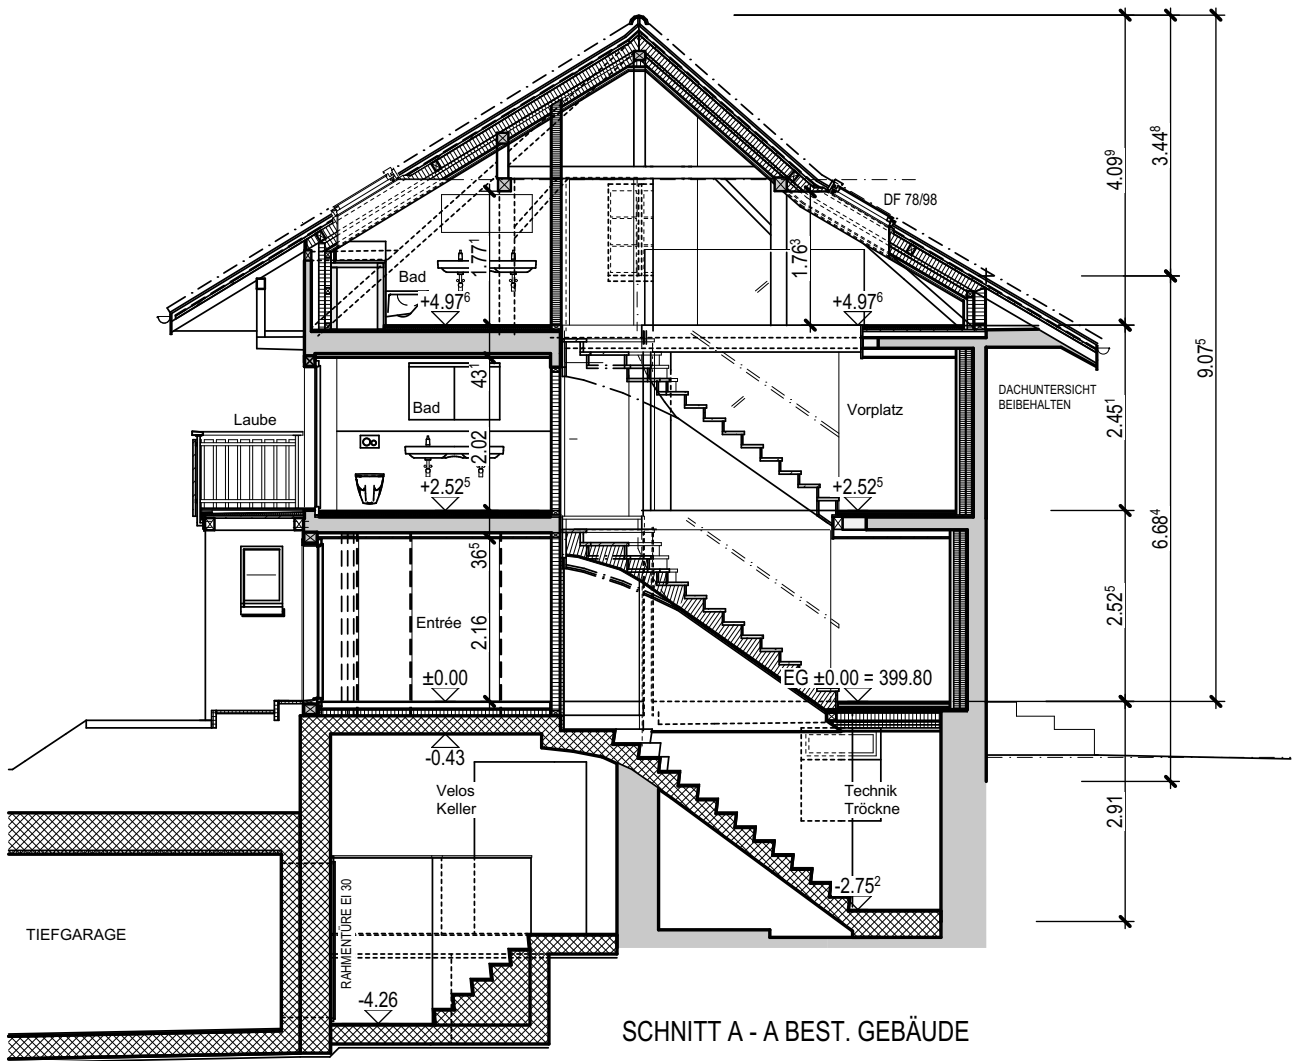 3.44⁸
4.09⁹
DF 78/98
1.77¹
1.76³
Bad
+4.97⁶
+4.97⁶
9.07⁵
43¹
DACHUNTERSICHT
BEIBEHALTEN
Bad
Vorplatz
2.45¹
Laube
2.02
+2.52⁵
+2.52⁵
6.68⁴
36⁵
2.52⁵
Entrée
2.16
±0.00
EG ±0.00 = 399.80
-0.43
Velos
Keller
Technik
Tröckne
2.91
-2.75²
TIEFGARAGE
RAHMENTÜRE EI 30
-4.26
SCHNITT A - A BEST. GEBÄUDE